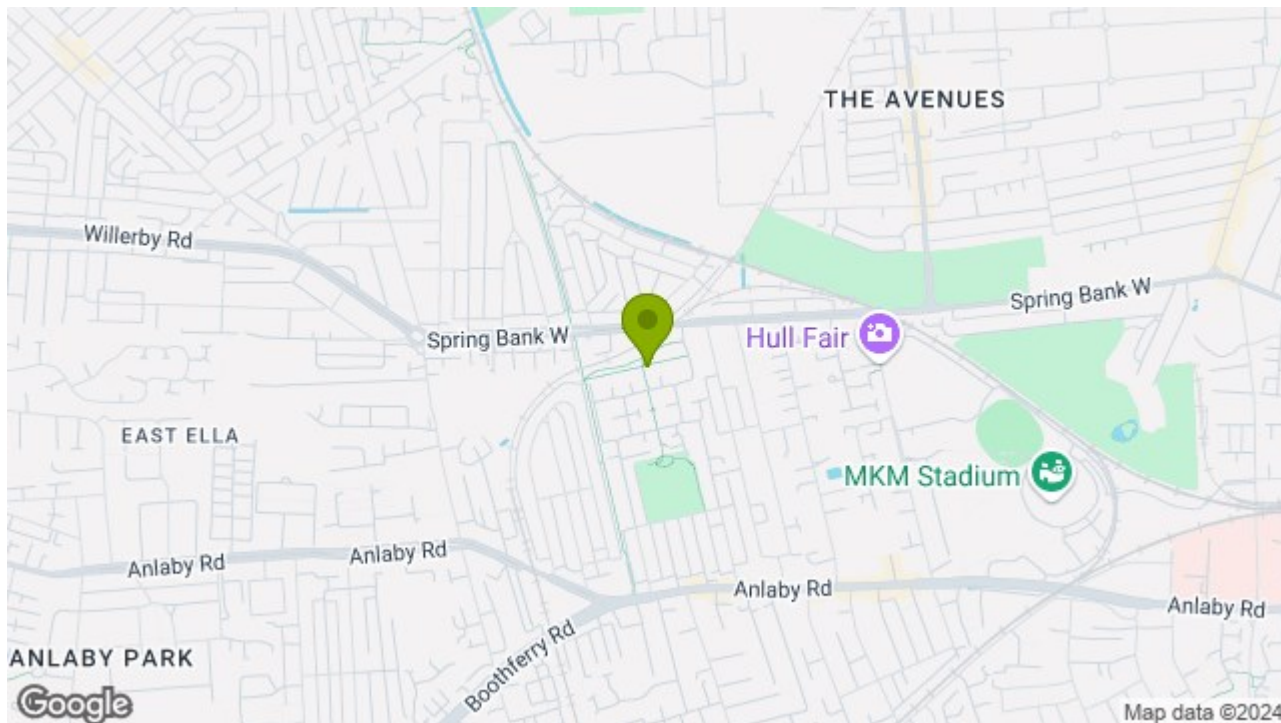 THE AVENUES
Willerby Rd
Spring Bank W
Spring Bank W
Hull Fair
EAST ELLA
MKM Stadium
Anlaby Rd
Anlaby Rd
Anlaby Rd
Anlaby Rd
Boothferry Rd
ANLABY PARK
Google
Map data ©2024